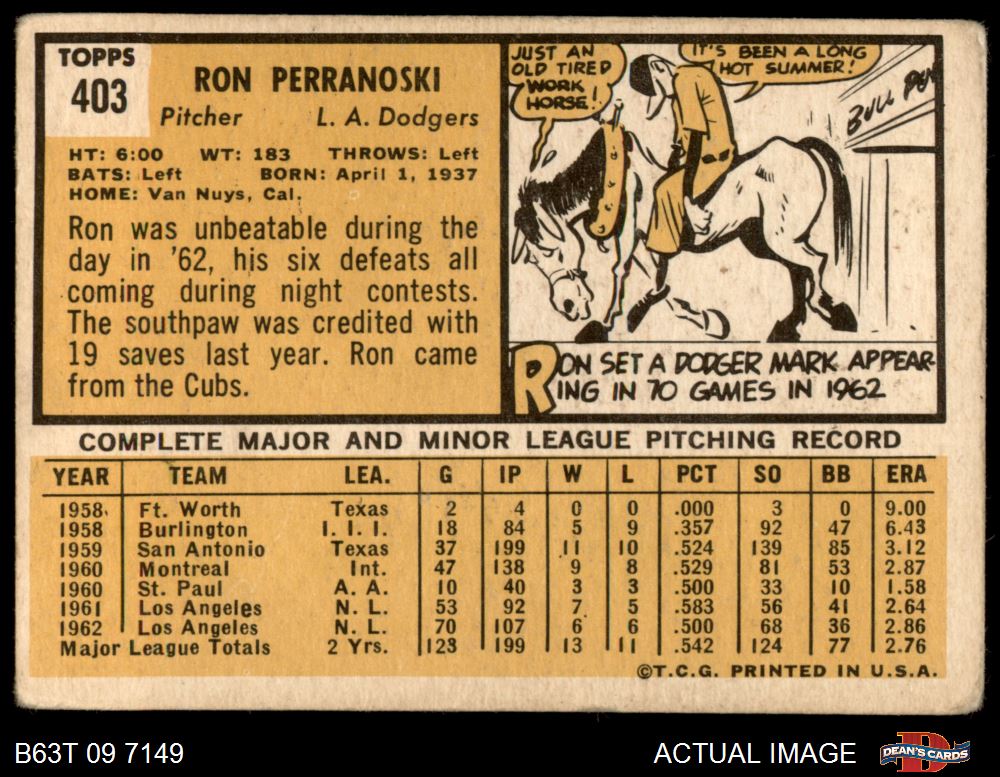 TOPPS
403
RON PERRANOSKI
Pitcher L. A. Dodgers
HT: 6:00 WT: 183 THROWS: Left
BATS: Left BORN: April 1, 1937
HOME: Van Nuys, Cal.
Ron was unbeatable during the
day in '62, his six defeats all
coming during night contests.
The southpaw was credited with
19 saves last year. Ron came
from the Cubs.
JUST AN
OLD TIRED
WORK
HORSE!
IT'S BEEN A LONG
HOT SUMMER!
BULL PEN
RON SET A DODGER MARK APPEAR-
ING IN 70 GAMES IN 1962
COMPLETE MAJOR AND MINOR LEAGUE PITCHING RECORD
YEAR TEAM LEA. G IP W L PCT SO BB ERA
1958 Ft. Worth Texas 2 4 0 0 .000 3 0 9.00
1958 Burlington I. I. I. 18 84 5 9 .357 92 47 6.43
1959 San Antonio Texas 37 199 11 10 .524 139 85 3.12
1960 Montreal Int. 47 138 9 8 .529 81 53 2.87
1960 St. Paul A. A. 10 40 3 3 .500 33 10 1.58
1961 Los Angeles N. L. 53 92 7 5 .583 56 41 2.64
1962 Los Angeles N. L. 70 107 6 6 .500 68 36 2.86
Major League Totals 2 Yrs. 123 199 13 11 .542 124 77 2.76
©T.C.G. PRINTED IN U.S.A.
B63T 09 7149 ACTUAL IMAGE DEAN'S CARDS